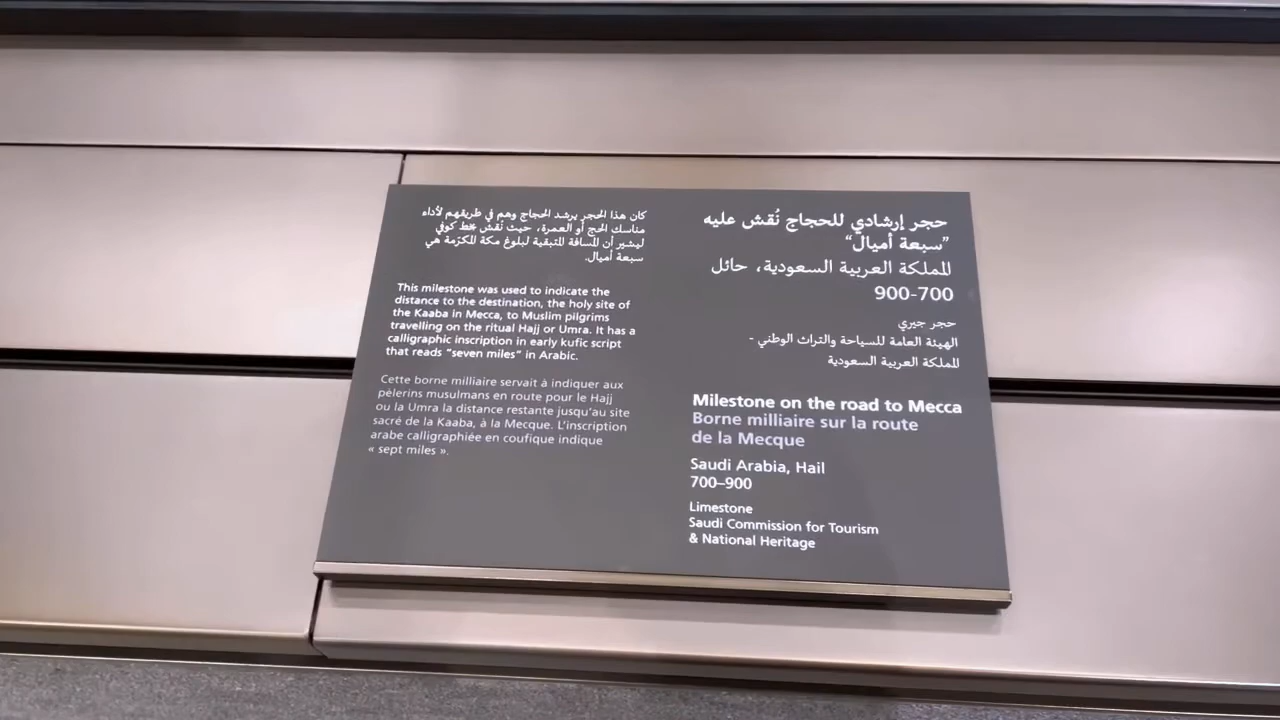 كان هذا الحجر يرشد الحجاج وهم في طريقهم لأداء
مناسك الحج أو العمرة، حيث نُقش بخط كوفي
ليشير أن المسافة المتبقية لبلوغ مكة المكرّمة هي
سبعة أميال.
This milestone was used to indicate the
distance to the destination, the holy site of
the Kaaba in Mecca, to Muslim pilgrims
travelling on the ritual Hajj or Umra. It has a
calligraphic inscription in early kufic script
that reads “seven miles” in Arabic.
Cette borne milliaire servait à indiquer aux
pèlerins musulmans en route pour le Hajj
ou la Umra la distance restante jusqu’au site
sacré de la Kaaba, à la Mecque. L’inscription
arabe calligraphiée en coufique indique
« sept miles ».
حجر إرشادي للحجاج نُقش عليه
”سبعة أميال“
المملكة العربية السعودية، حائل
900-700
حجر جيري
الهيئة العامة للسياحة والتراث الوطني -
المملكة العربية السعودية
Milestone on the road to Mecca
Borne milliaire sur la route
de la Mecque
Saudi Arabia, Hail
700–900
Limestone
Saudi Commission for Tourism
& National Heritage